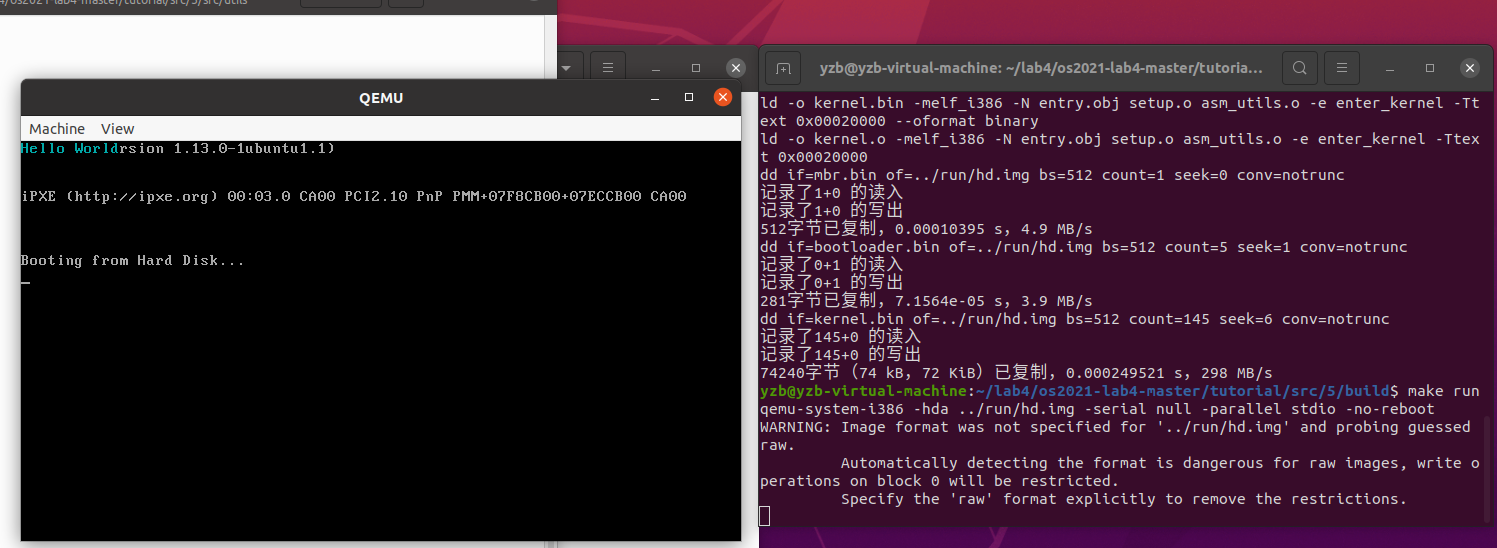 4/os2021-lab4-master/tutorial/src/5/src/utils
QEMU
Machine View
Hello Worldrsion 1.13.0-1ubuntu1.1)
iPXE (http://ipxe.org) 00:03.0 CA00 PCI2.10 PnP PMM+07F8CB00+07ECCB00 CA00
Booting from Hard Disk...
yzb@yzb-virtual-machine: ~/lab4/os2021-lab4-master/tutoria...
ld -o kernel.bin -melf_i386 -N entry.obj setup.o asm_utils.o -e enter_kernel -Tt
ext 0x00020000 --oformat binary
ld -o kernel.o -melf_i386 -N entry.obj setup.o asm_utils.o -e enter_kernel -Ttex
t 0x00020000
dd if=mbr.bin of=../run/hd.img bs=512 count=1 seek=0 conv=notrunc
记录了1+0 的读入
记录了1+0 的写出
512字节已复制，0.00010395 s，4.9 MB/s
dd if=bootloader.bin of=../run/hd.img bs=512 count=5 seek=1 conv=notrunc
记录了0+1 的读入
记录了0+1 的写出
281字节已复制，7.1564e-05 s，3.9 MB/s
dd if=kernel.bin of=../run/hd.img bs=512 count=145 seek=6 conv=notrunc
记录了145+0 的读入
记录了145+0 的写出
74240字节（74 kB，72 KiB）已复制，0.000249521 s，298 MB/s
yzb@yzb-virtual-machine:~/lab4/os2021-lab4-master/tutorial/src/5/build$ make run
qemu-system-i386 -hda ../run/hd.img -serial null -parallel stdio -no-reboot
WARNING: Image format was not specified for '../run/hd.img' and probing guessed
raw.
Automatically detecting the format is dangerous for raw images, write o
perations on block 0 will be restricted.
Specify the 'raw' format explicitly to remove the restrictions.